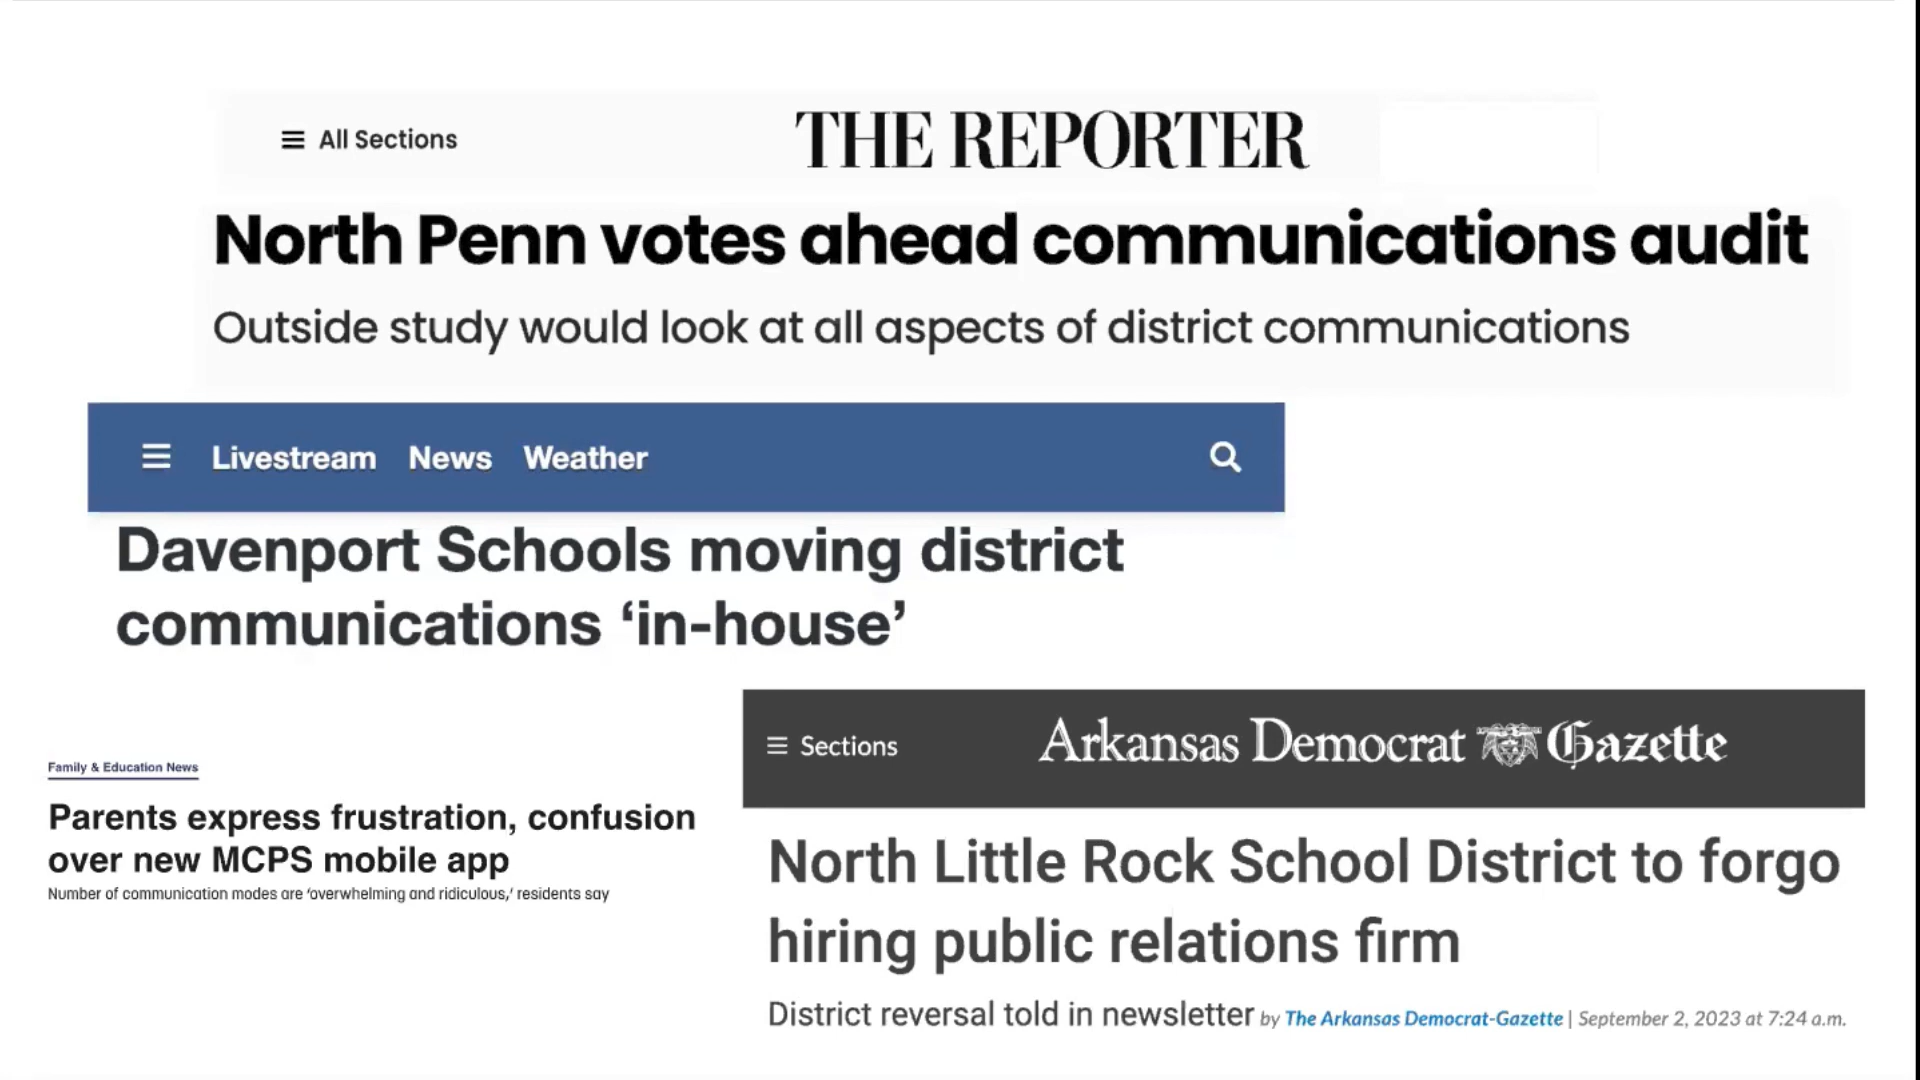 All Sections
THE REPORTER
North Penn votes ahead communications audit
Outside study would look at all aspects of district communications
Livestream News Weather
Davenport Schools moving district
communications ‘in-house’
Family & Education News
Parents express frustration, confusion
over new MCPS mobile app
Number of communication modes are ‘overwhelming and ridiculous,’ residents say
Sections
Arkansas Democrat Gazette
North Little Rock School District to forgo
hiring public relations firm
District reversal told in newsletter by The Arkansas Democrat-Gazette | September 2, 2023 at 7:24 a.m.